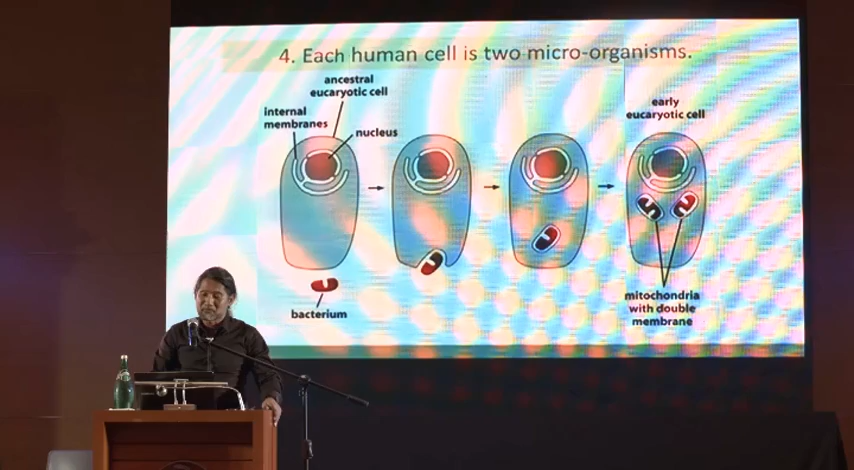 4. Each human cell is two micro-organisms.
ancestral
eucaryotic cell
internal
membranes
nucleus
early
eucaryotic cell
bacterium
mitochondria
with double
membrane